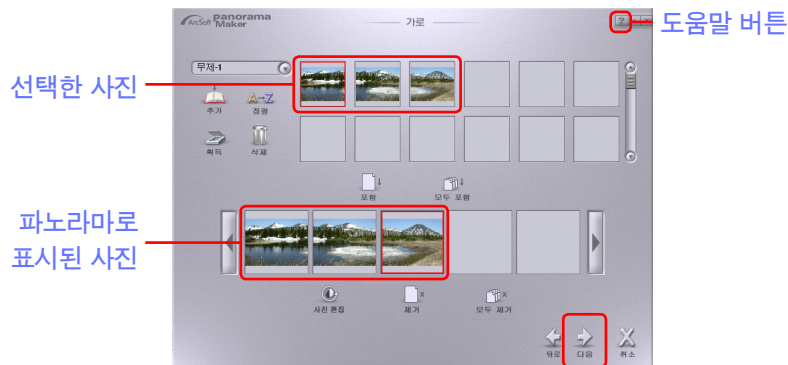 ArcSoft Panorama Maker
가로
?
도움말 버튼
무제-1
선택한 사진
추가
A→Z
정렬
획득
삭제
포함
모두 포함
파노라마로
표시된 사진
사진 편집
제거
모두 제거
뒤로
다음
취소